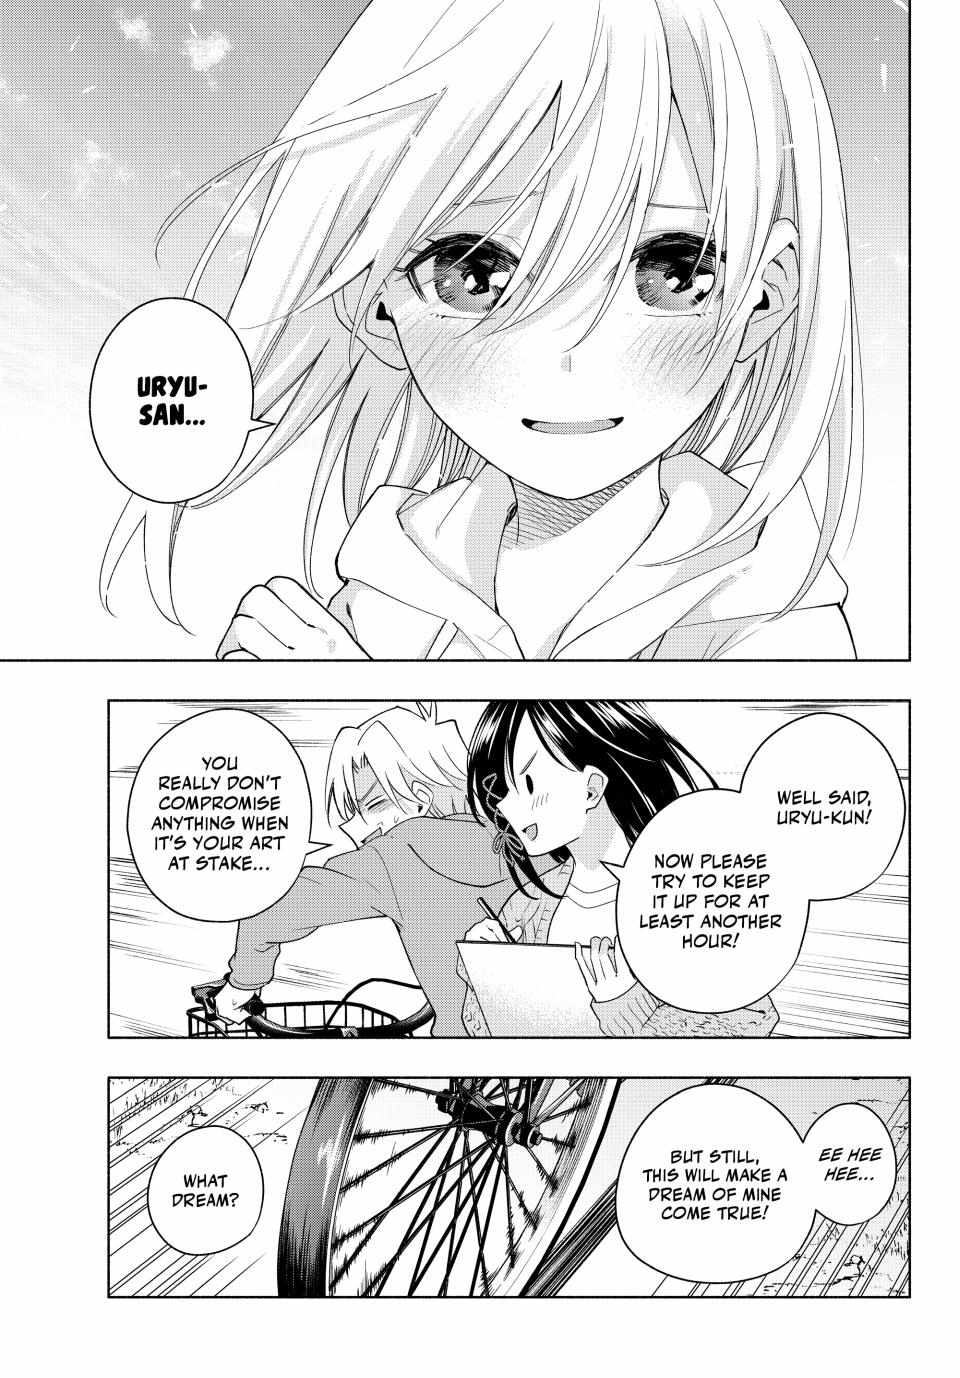 URYU-
SAN...
WELL SAID,
URYU-KUN!
NOW PLEASE
TRY TO KEEP
IT UP FOR AT
LEAST ANOTHER
HOUR!
YOU
REALLY DON'T
COMPROMISE
ANYTHING WHEN
IT'S YOUR ART
AT STAKE...
EE HEE
HEE...
BUT STILL,
THIS WILL MAKE A
DREAM OF MINE
COME TRUE!
WHAT
DREAM?